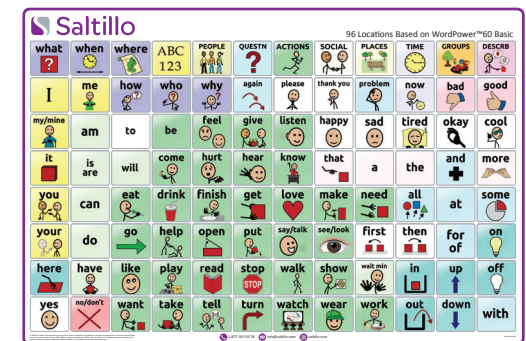 Saltillo
96 Locations Based on WordPower™60 Basic
what when where ABC 123 PEOPLE QUESTN ACTIONS SOCIAL PLACES TIME GROUPS DESCRB
I me how who why again please thank you problem now bad good
my/mine am to be feel give listen happy sad tired okay cool
it is are will come hurt hear know that a the and more
you can eat drink finish get love make need all at some
your do go help open put say/talk see/look first then for of on
here have like play read stop STOP walk show wait min in up off
yes no/don't want take tell turn watch wear work out down with
info@saltillo.com saltillo.com